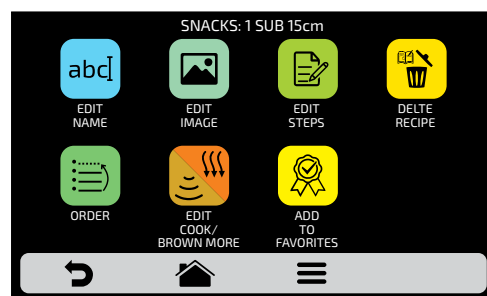 SNACKS: 1 SUB 15cm
abc
EDIT
NAME
EDIT
IMAGE
EDIT
STEPS
DELTE
RECIPE
ORDER
EDIT
COOK/
BROWN MORE
ADD
TO
FAVORITES